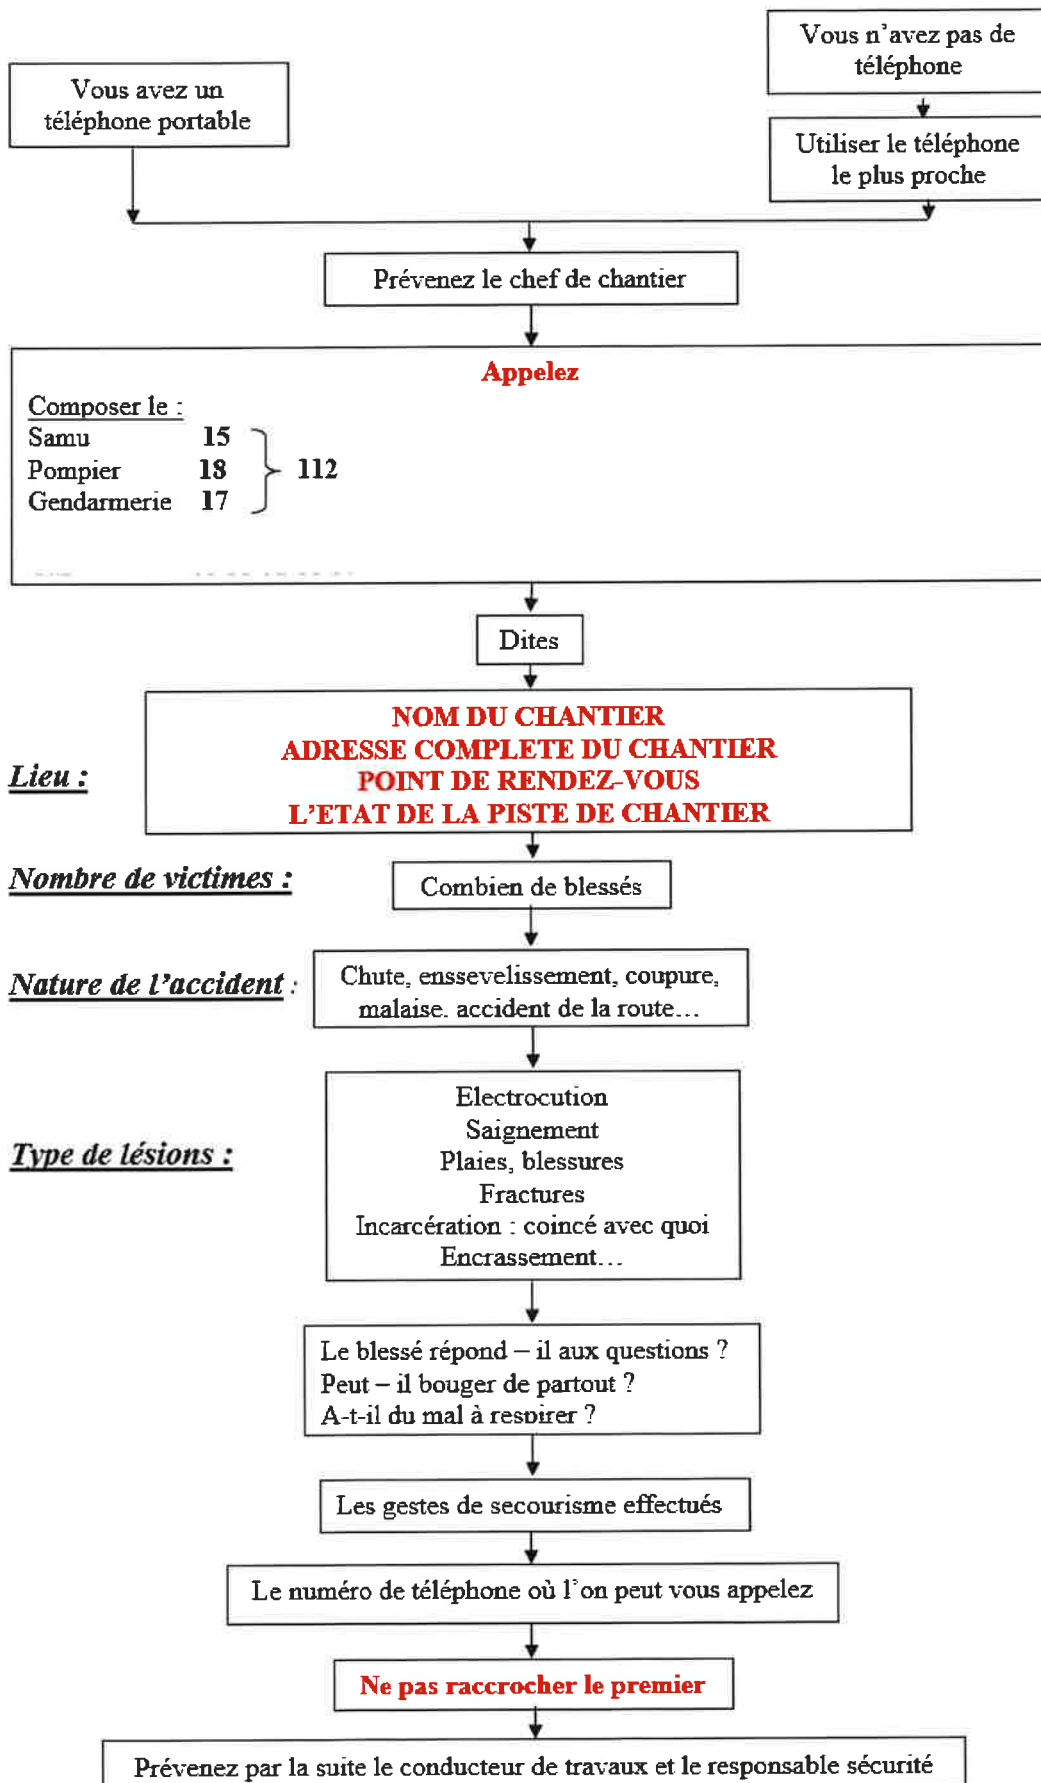 Vous n'avez pas de
téléphone
Vous avez un
téléphone portable
Utiliser le téléphone
le plus proche
Prévenez le chef de chantier
Appelez
Composer le :
Samu 15
Pompier 18
Gendarmerie 17
112
Dites
Lieu :
NOM DU CHANTIER
ADRESSE COMPLETE DU CHANTIER
POINT DE RENDEZ-VOUS
L'ETAT DE LA PISTE DE CHANTIER
Nombre de victimes :
Combien de blessés
Nature de l'accident :
Chute, enssevelissement, coupure,
malaise. accident de la route...
Type de lésions :
Electrocution
Saignement
Plaies, blessures
Fractures
Incarcération : coincé avec quoi
Encrassement...
Le blessé répond – il aux questions ?
Peut – il bouger de partout ?
A-t-il du mal à respirer ?
Les gestes de secourisme effectués
Le numéro de téléphone où l'on peut vous appelez
Ne pas raccrocher le premier
Prévenez par la suite le conducteur de travaux et le responsable sécurité